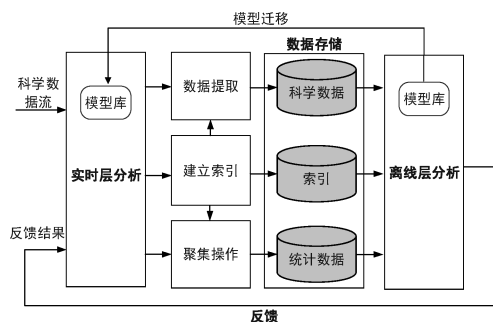 模型迁移
数据存储
科学数
据流
模型库
数据提取
科学数据
模型库
实时层分析
建立索引
索引
离线层分析
反馈结果
聚集操作
统计数据
反馈